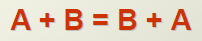 A + B = B + A